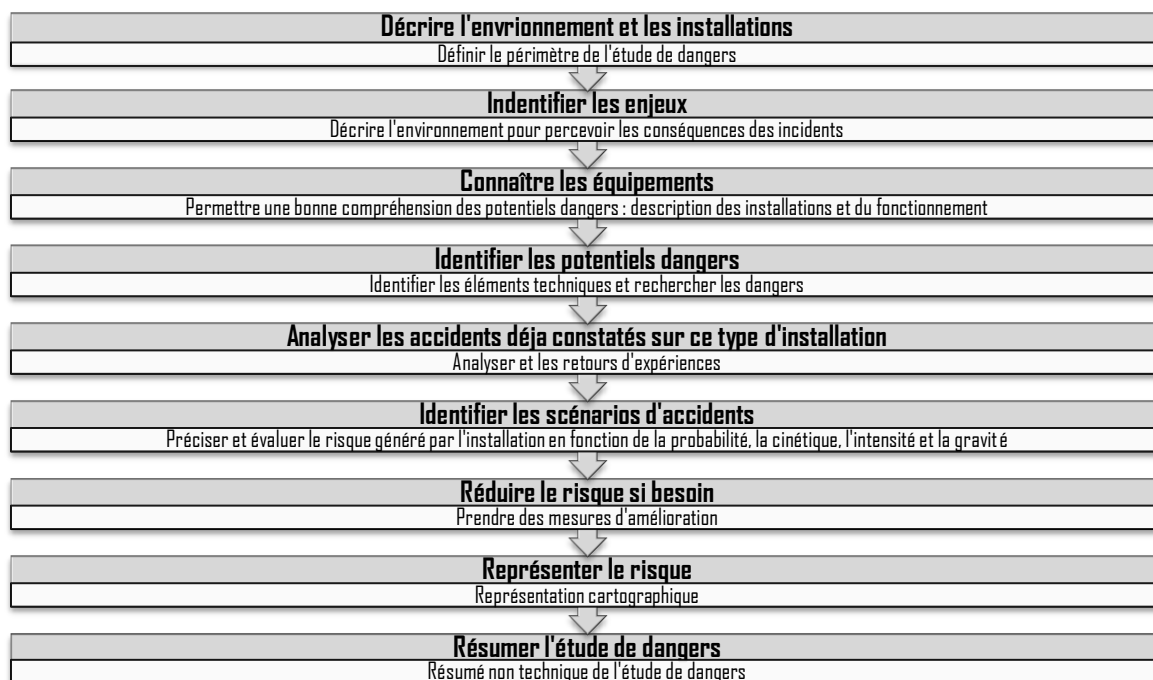 Décrire l'envrionnement et les installations
Définir le périmètre de l'étude de dangers
Indentifier les enjeux
Décrire l'environnement pour percevoir les conséquences des incidents
Connaître les équipements
Permettre une bonne compréhension des potentiels dangers : description des installations et du fonctionnement
Identifier les potentiels dangers
Identifier les éléments techniques et rechercher les dangers
Analyser les accidents déja constatés sur ce type d'installation
Analyser et les retours d'expériences
Identifier les scénarios d'accidents
Préciser et évaluer le risque généré par l'installation en fonction de la probabilité, la cinétique, l'intensité et la gravité
Réduire le risque si besoin
Prendre des mesures d'amélioration
Représenter le risque
Représentation cartographique
Résumer l'étude de dangers
Résumé non technique de l'étude de dangers